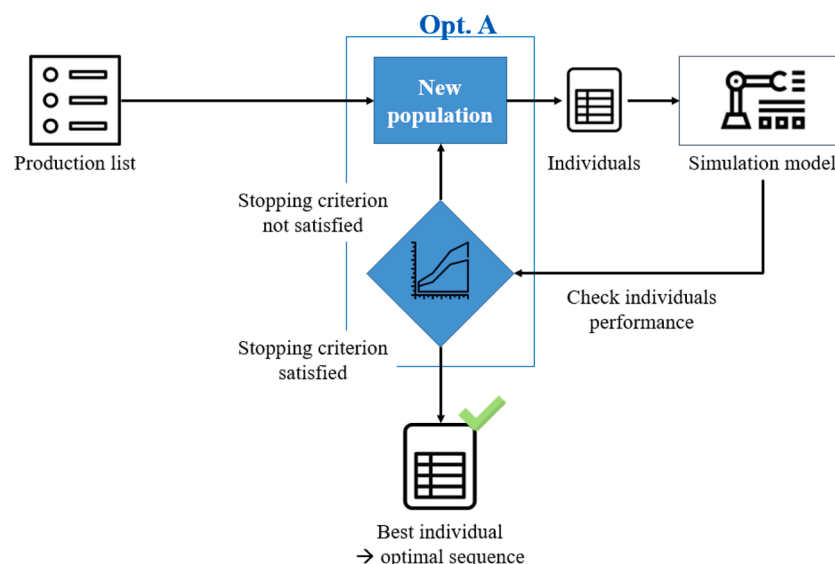 Opt. A
New
population
Production list
Individuals
Simulation model
Stopping criterion
not satisfied
Check individuals
performance
Stopping criterion
satisfied
Best individual
→ optimal sequence